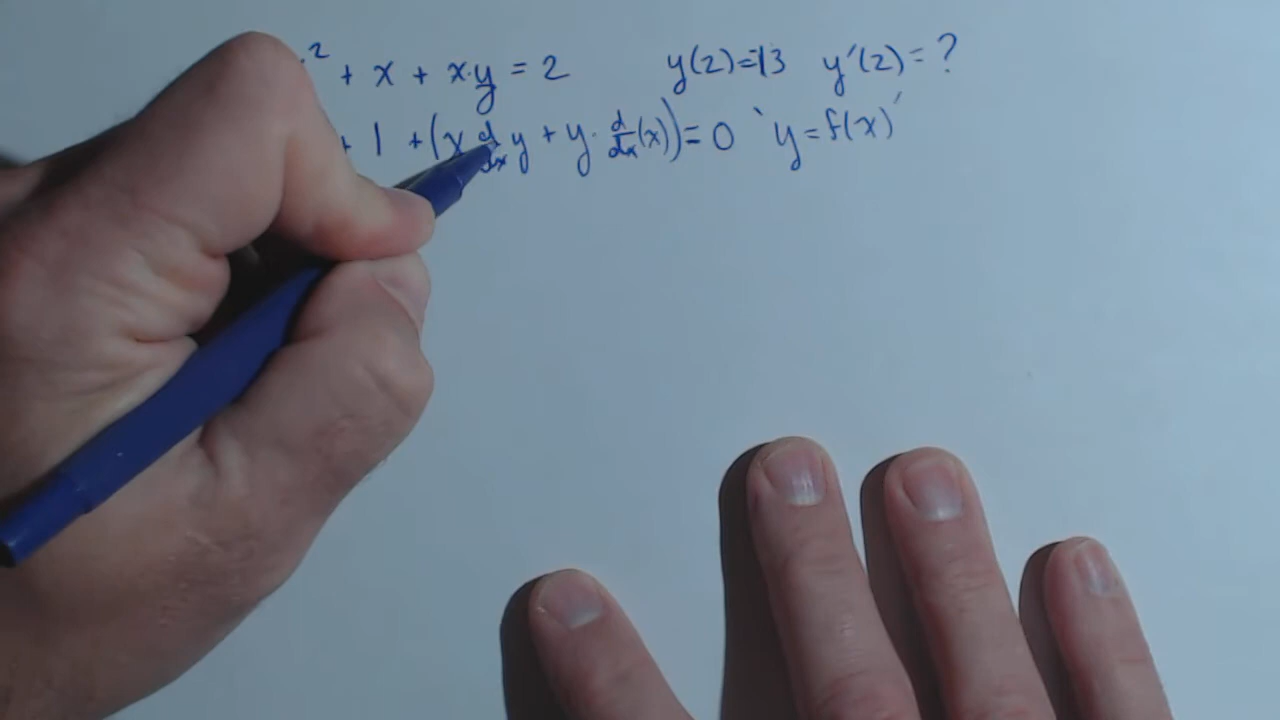 ² + x + x·y = 2 y(2)=-13 y'(2) = ?
+ 1 + (x d/dx y + y· d/dx (x)) = 0 `y = f(x)'